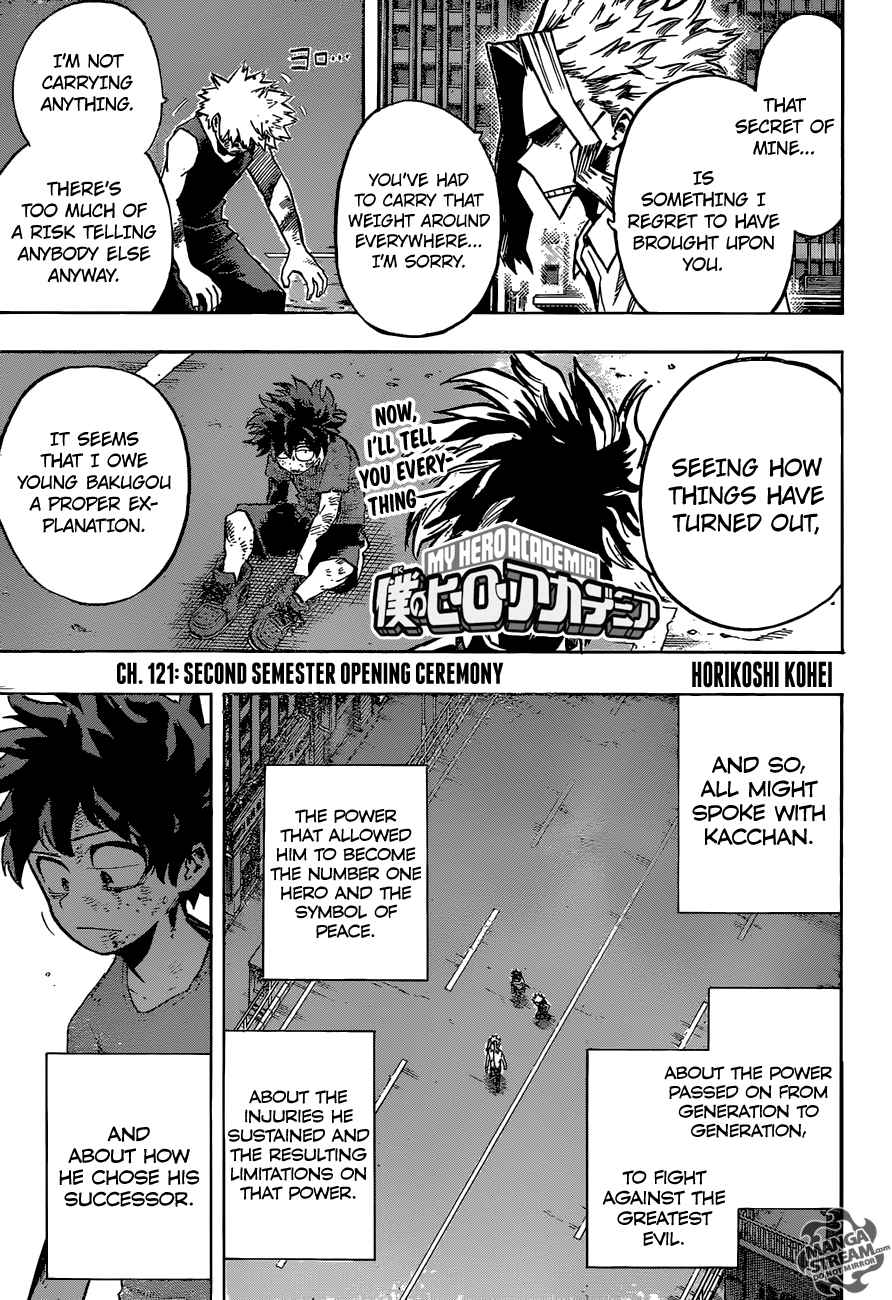 THAT
SECRET OF
MINE...
IS
SOMETHING I
REGRET TO HAVE
BROUGHT UPON
YOU.
YOU'VE HAD
TO CARRY THAT
WEIGHT AROUND
EVERYWHERE...
I'M SORRY.
ヨロ...
I'M NOT
CARRYING
ANYTHING.
THERE'S
TOO MUCH OF
A RISK TELLING
ANYBODY ELSE
ANYWAY.
SEEING HOW
THINGS HAVE
TURNED OUT,
NOW,
I'LL TELL
YOU EVERY-
THING—
IT SEEMS
THAT I OWE
YOUNG BAKUGOU
A PROPER EX-
PLANATION.
MY HERO ACADEMIA
僕のヒーローアカデミア
CH. 121: SECOND SEMESTER OPENING CEREMONY
HORIKOSHI KOHEI
AND SO,
ALL MIGHT
SPOKE WITH
KACCHAN.
THE POWER
THAT ALLOWED
HIM TO BECOME
THE NUMBER ONE
HERO AND THE
SYMBOL OF
PEACE.
ABOUT THE POWER
PASSED ON FROM
GENERATION TO
GENERATION,
TO FIGHT
AGAINST THE
GREATEST
EVIL.
ABOUT THE
INJURIES HE
SUSTAINED AND
THE RESULTING
LIMITATIONS ON
THAT POWER.
AND
ABOUT HOW
HE CHOSE HIS
SUCCESSOR.
MANGA
STREAM.COM
DO NOT MIRROR!